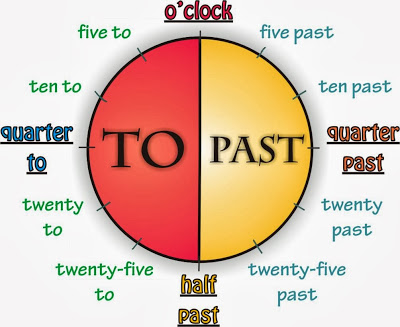 o'clock
five to
five past
ten to
ten past
quarter
to
TO
PAST
quarter
past
twenty
to
twenty
past
twenty-five
to
half
past
twenty-five
past